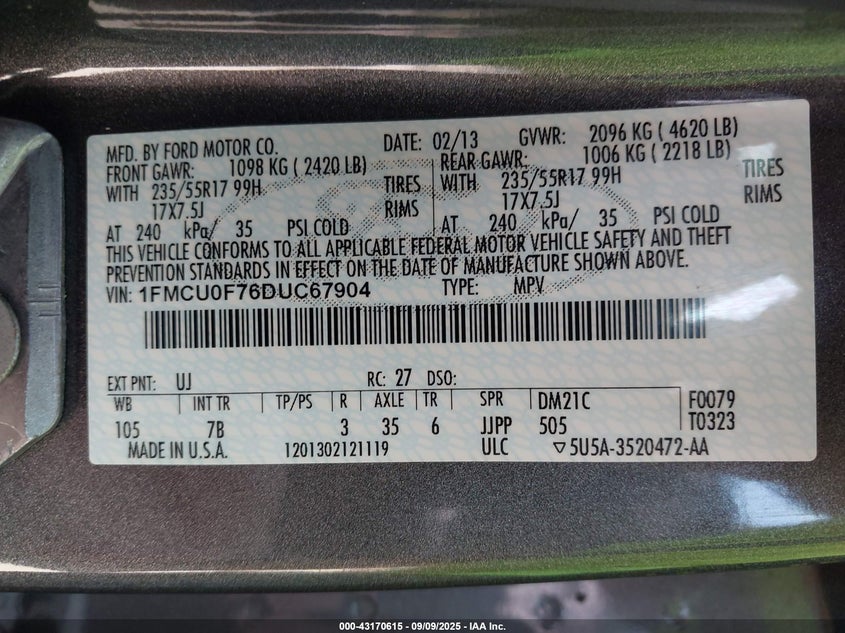 MFD. BY FORD MOTOR CO. DATE: 02/13 GVWR: 2096 KG ( 4620 LB)
FRONT GAWR: 1098 KG ( 2420 LB) REAR GAWR: 1006 KG ( 2218 LB)
WITH 235/55R17 99H TIRES WITH 235/55R17 99H TIRES
17X7.5J RIMS 17X7.5J RIMS
AT 240 kPa/ 35 PSI COLD AT 240 kPa/ 35 PSI COLD
THIS VEHICLE CONFORMS TO ALL APPLICABLE FEDERAL MOTOR VEHICLE SAFETY AND THEFT
PREVENTION STANDARDS IN EFFECT ON THE DATE OF MANUFACTURE SHOWN ABOVE.
VIN: 1FMCU0F76DUC67904 TYPE: MPV
EXT PNT: UJ RC: 27 DSO:
WB INT TR TP/PS R AXLE TR SPR DM21C F0079
105 7B 3 35 6 JJPP 505 T0323
MADE IN U.S.A. 1201302121119 ULC ▽5U5A-3520472-AA
000-43170615 - 09/09/2025 - IAA Inc.